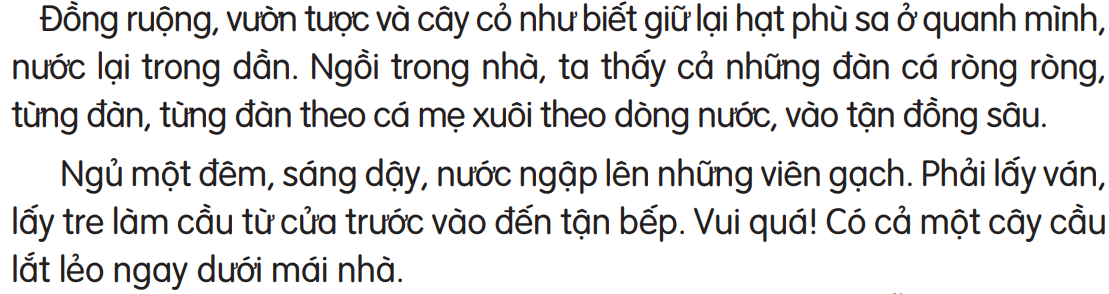 Đồng ruộng, vườn tược và cây cỏ như biết giữ lại hạt phù sa ở quanh mình,
nước lại trong dần. Ngồi trong nhà, ta thấy cả những đàn cá ròng ròng,
từng đàn, từng đàn theo cá mẹ xuôi theo dòng nước, vào tận đồng sâu.
Ngủ một đêm, sáng dậy, nước ngập lên những viên gạch. Phải lấy ván,
lấy tre làm cầu từ cửa trước vào đến tận bếp. Vui quá! Có cả một cây cầu
lắt lẻo ngay dưới mái nhà.